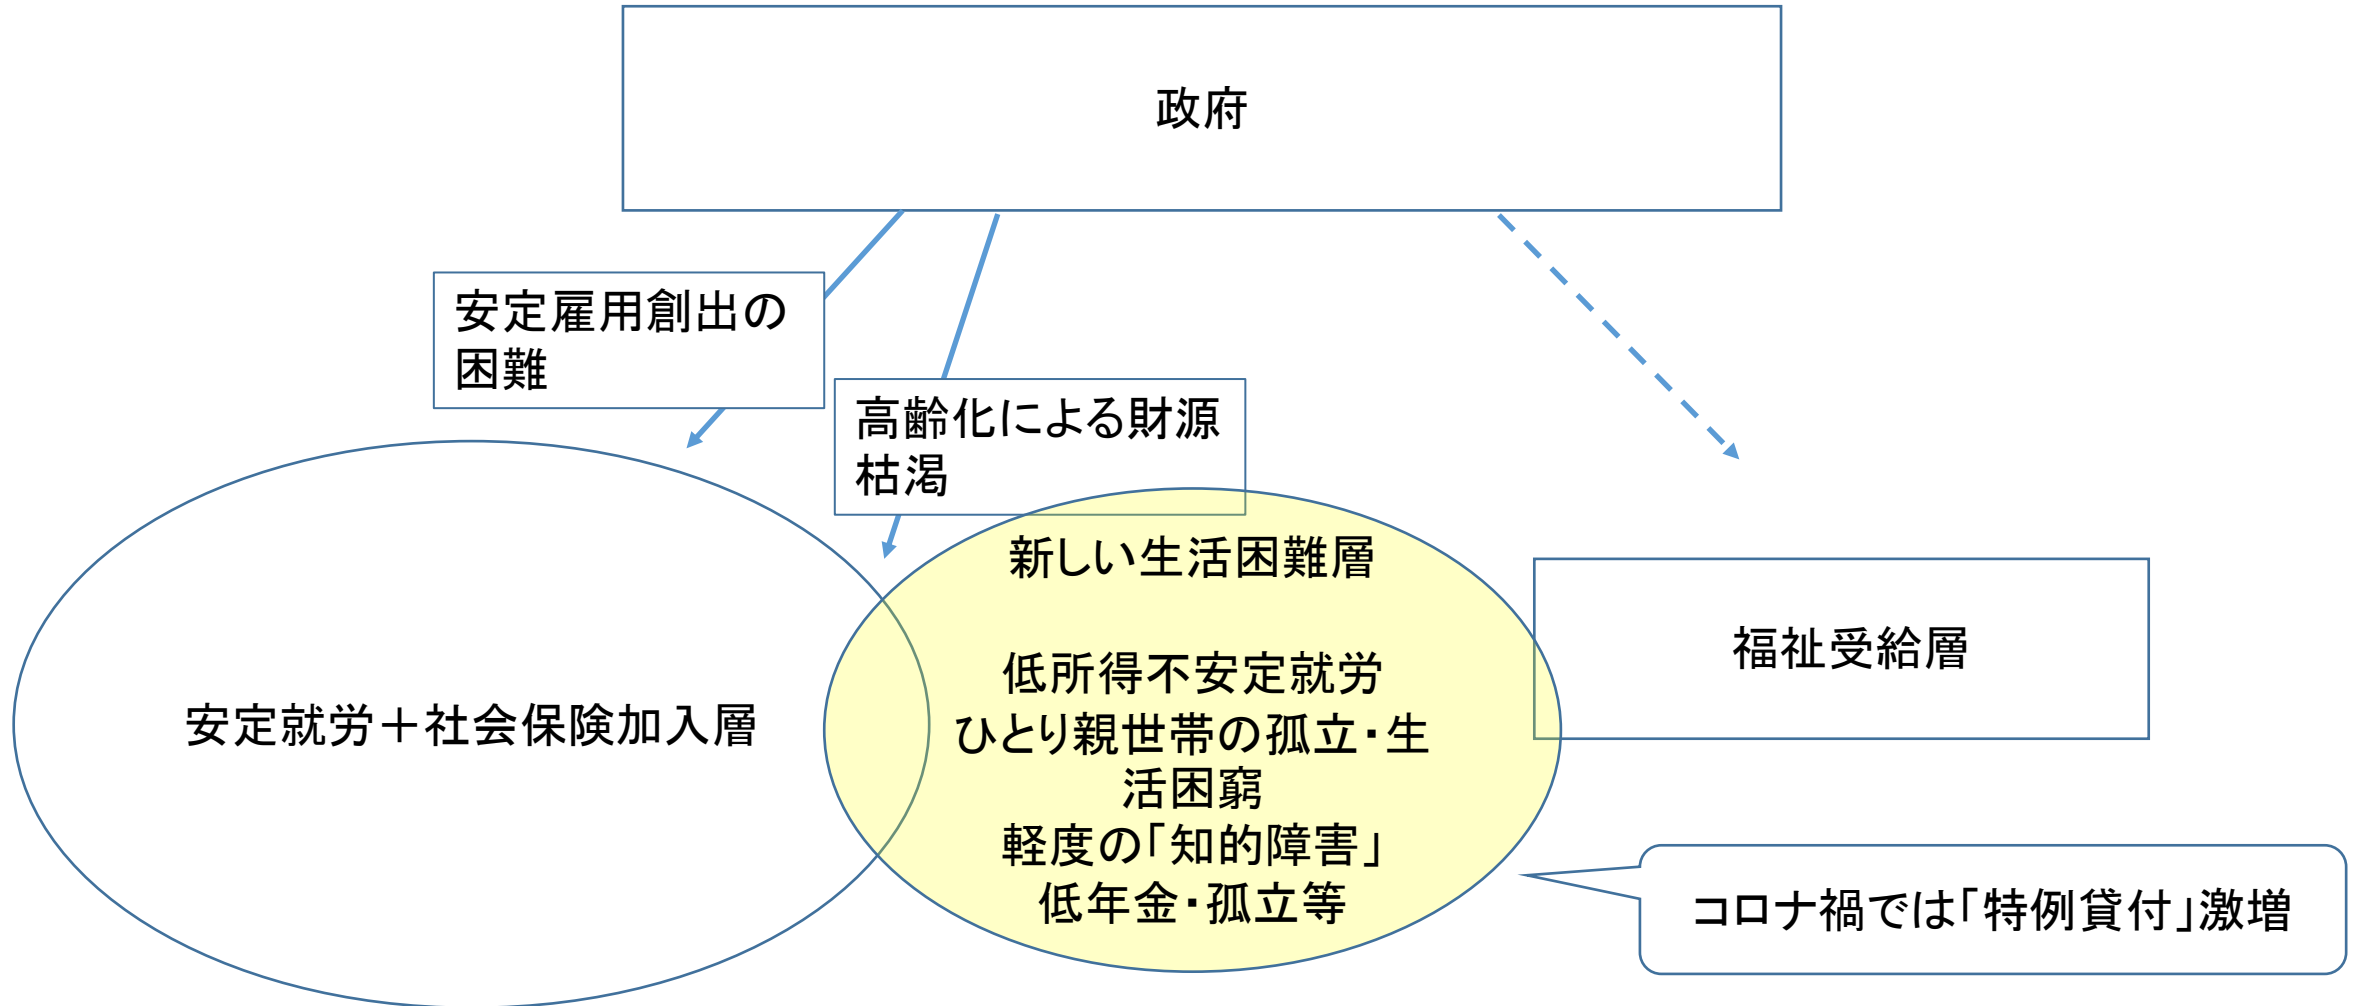 政府
安定雇用創出の
困難
高齢化による財源
枯渇
新しい生活困難層
低所得不安定就労
ひとり親世帯の孤立・生
活困窮
軽度の「知的障害」
低年金・孤立等
安定就労＋社会保険加入層
福祉受給層
コロナ禍では「特例貸付」激増